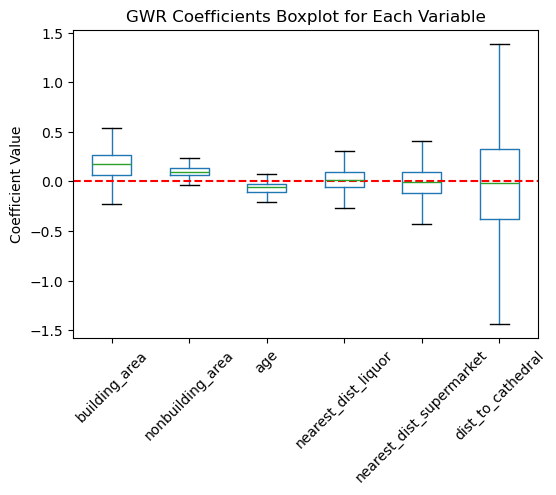 GWR Coefficients Boxplot for Each Variable
Coefficient Value
1.5
1.0
0.5
0.0
−0.5
−1.0
−1.5
building_area
nonbuilding_area
age
nearest_dist_liquor
nearest_dist_supermarket
dist_to_cathedral